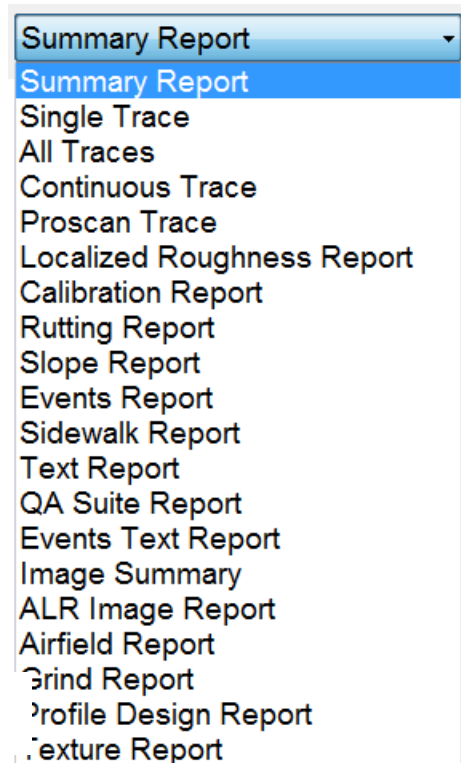 Summary Report
Summary Report
Single Trace
All Traces
Continuous Trace
Proscan Trace
Localized Roughness Report
Calibration Report
Rutting Report
Slope Report
Events Report
Sidewalk Report
Text Report
QA Suite Report
Events Text Report
Image Summary
ALR Image Report
Airfield Report
Grind Report
Profile Design Report
Texture Report